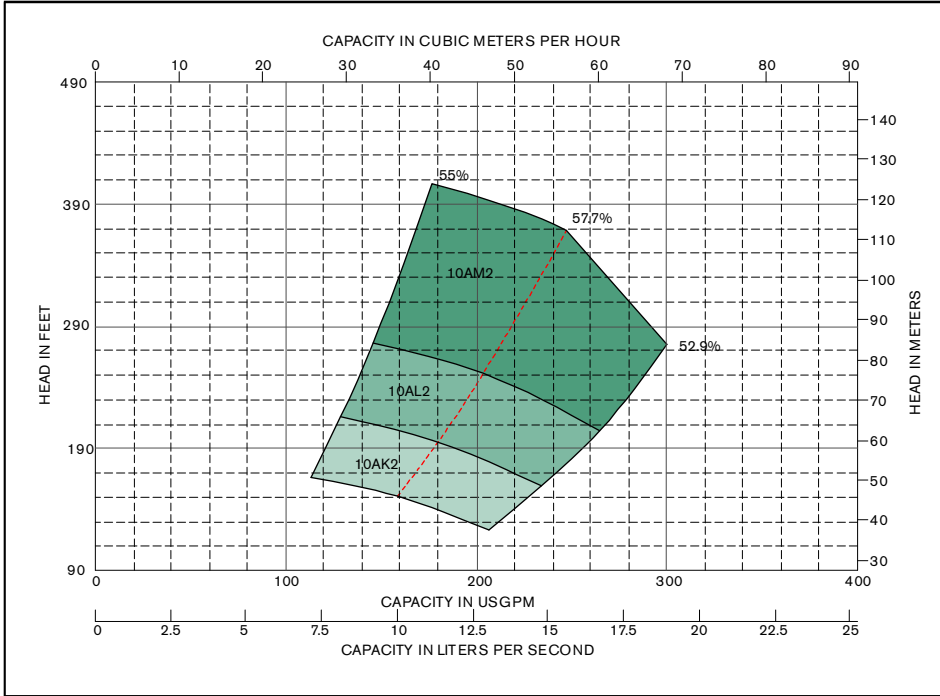 CAPACITY IN CUBIC METERS PER HOUR
0 10 20 30 40 50 60 70 80 90
490
390
290
190
90
HEAD IN FEET
140
130
120
110
100
90
80
70
60
50
40
30
HEAD IN METERS
55%
57.7%
10AM2
52.9%
10AL2
10AK2
0 100 200 300 400
CAPACITY IN USGPM
0 2.5 5 7.5 10 12.5 15 17.5 20 22.5 25
CAPACITY IN LITERS PER SECOND